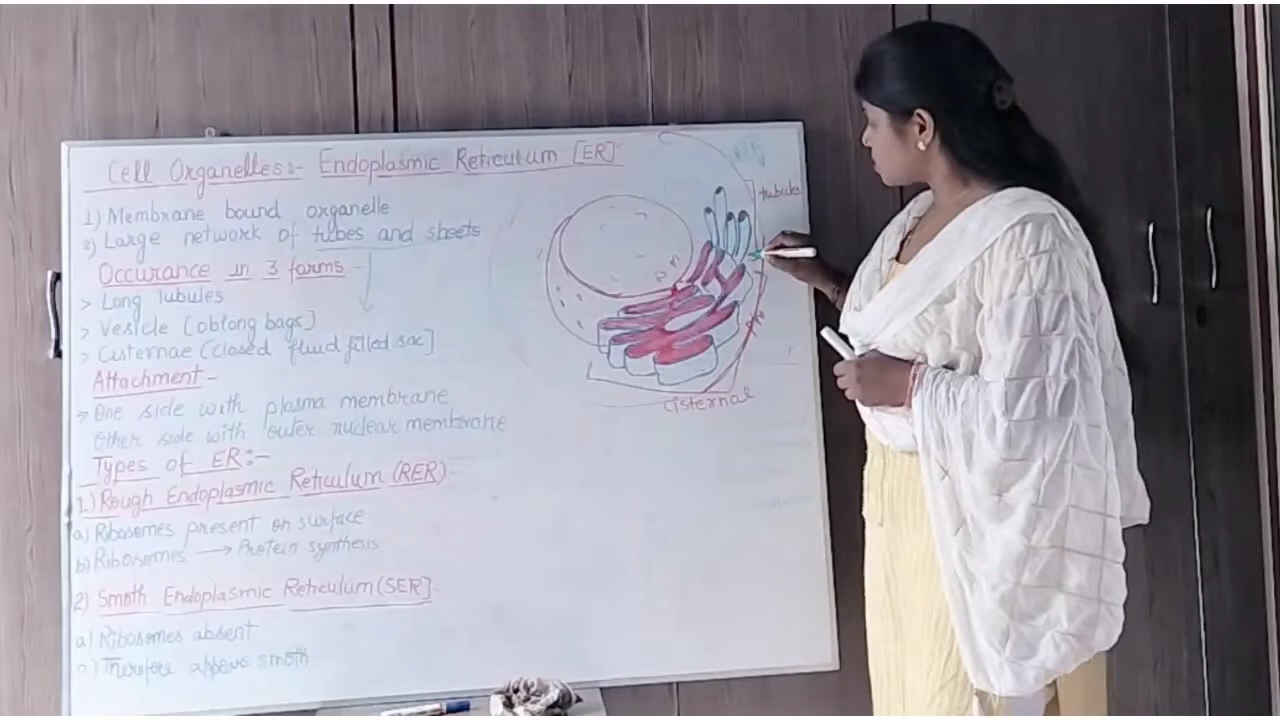 Cell Organelles:- Endoplasmic Reticulum [ER]:-
1) Membrane bound organelle
2) Large network of tubes and sheets
Occurance in 3 forms -
> Long tubules
> Vesicle [oblong bags]
> Cisternae (closed fluid filled sac]
Attachment -
> One side with plasma membrane
Other side with outer nuclear membrane
Types of ER:-
1.) Rough Endoplasmic Reticulum (RER)
a) Ribosomes present on surface
b) Ribosomes → Protein synthesis
2) Smoth Endoplasmic Reticulum (SER]
a) Ribosomes absent
Therefore appears smoth
tubule
cisternal